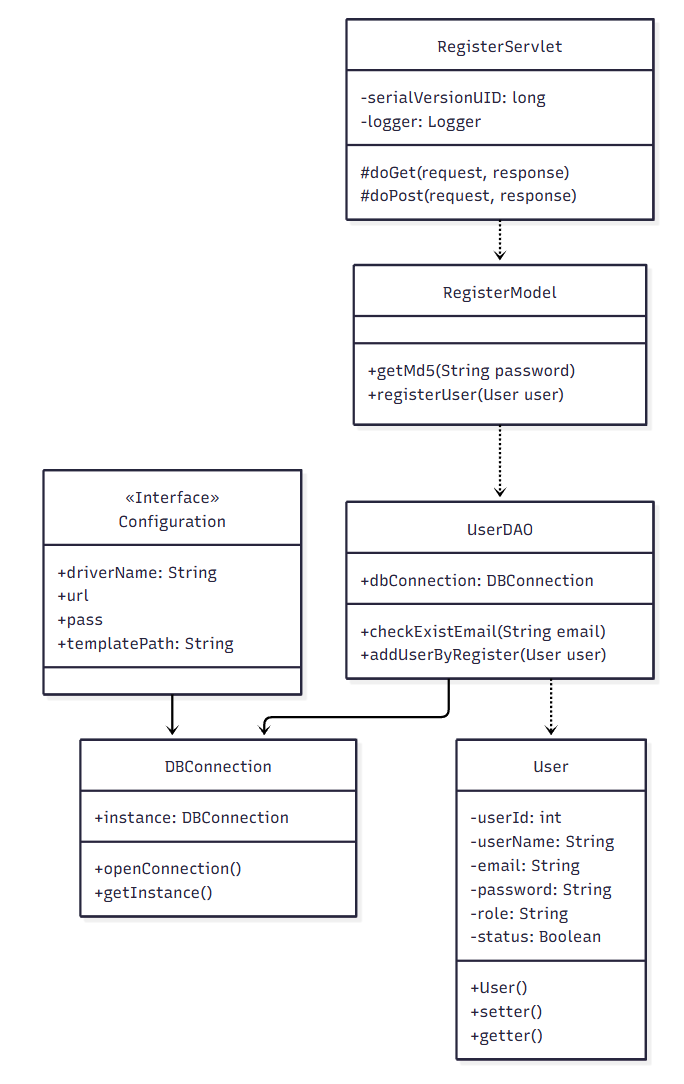 RegisterServlet
-serialVersionUID: long
-logger: Logger
#doGet(request, response)
#doPost(request, response)
RegisterModel
+getMd5(String password)
+registerUser(User user)
«Interface»
Configuration
+driverName: String
+url
+pass
+templatePath: String
UserDAO
+dbConnection: DBConnection
+checkExistEmail(String email)
+addUserByRegister(User user)
DBConnection
+instance: DBConnection
+openConnection()
+getInstance()
User
-userId: int
-userName: String
-email: String
-password: String
-role: String
-status: Boolean
+User()
+setter()
+getter()